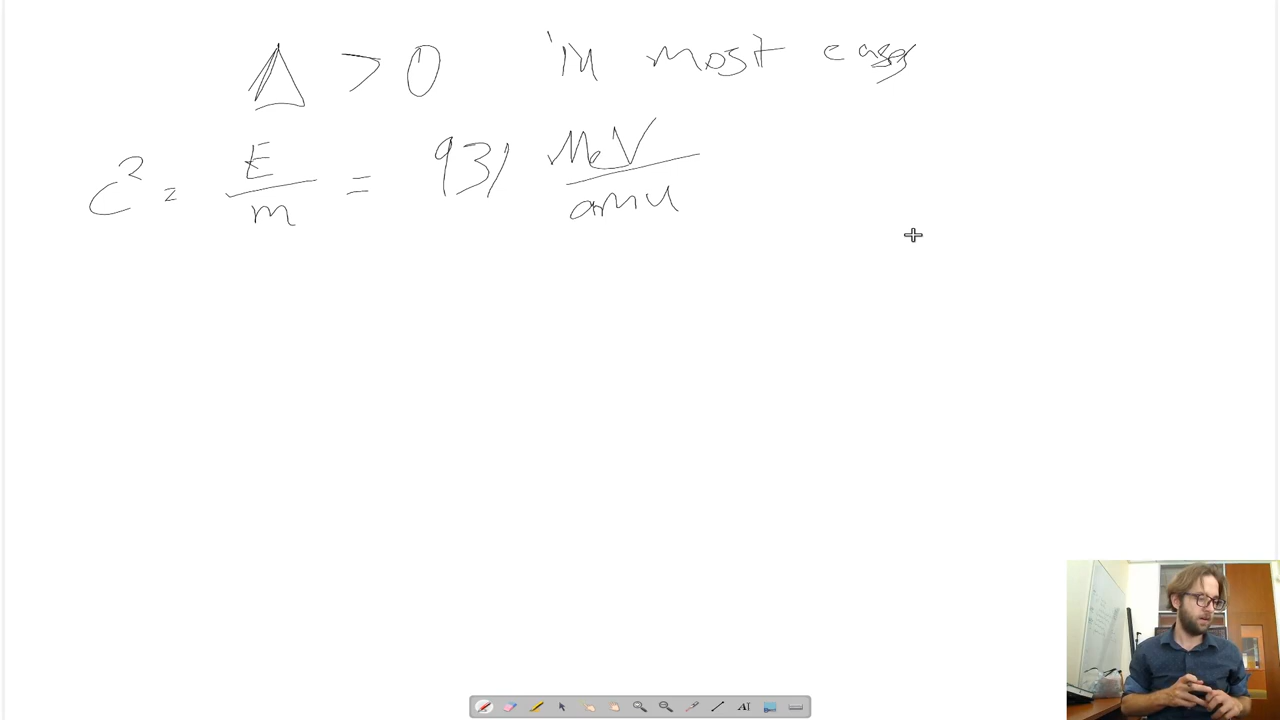 Δ > 0 in most cases
c² = E/m = 931 MeV/amu